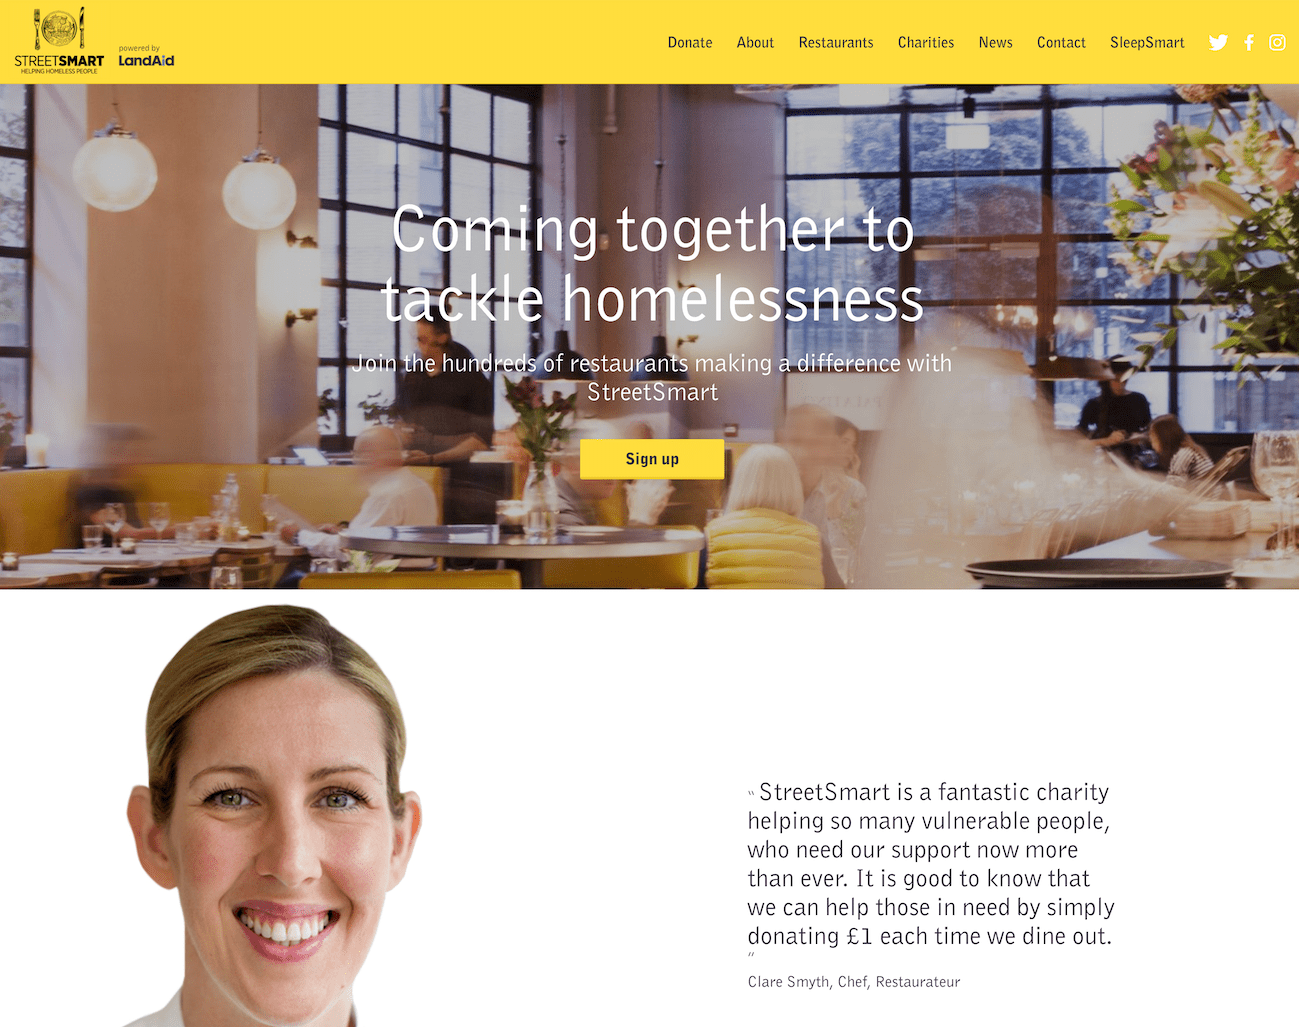 STREETSMART
HELPING HOMELESS PEOPLE
powered by
LandAid
Donate About Restaurants Charities News Contact SleepSmart
Coming together to
tackle homelessness
Join the hundreds of restaurants making a difference with
StreetSmart
Sign up
“ StreetSmart is a fantastic charity
helping so many vulnerable people,
who need our support now more
than ever. It is good to know that
we can help those in need by simply
donating £1 each time we dine out.
”
Clare Smyth, Chef, Restaurateur